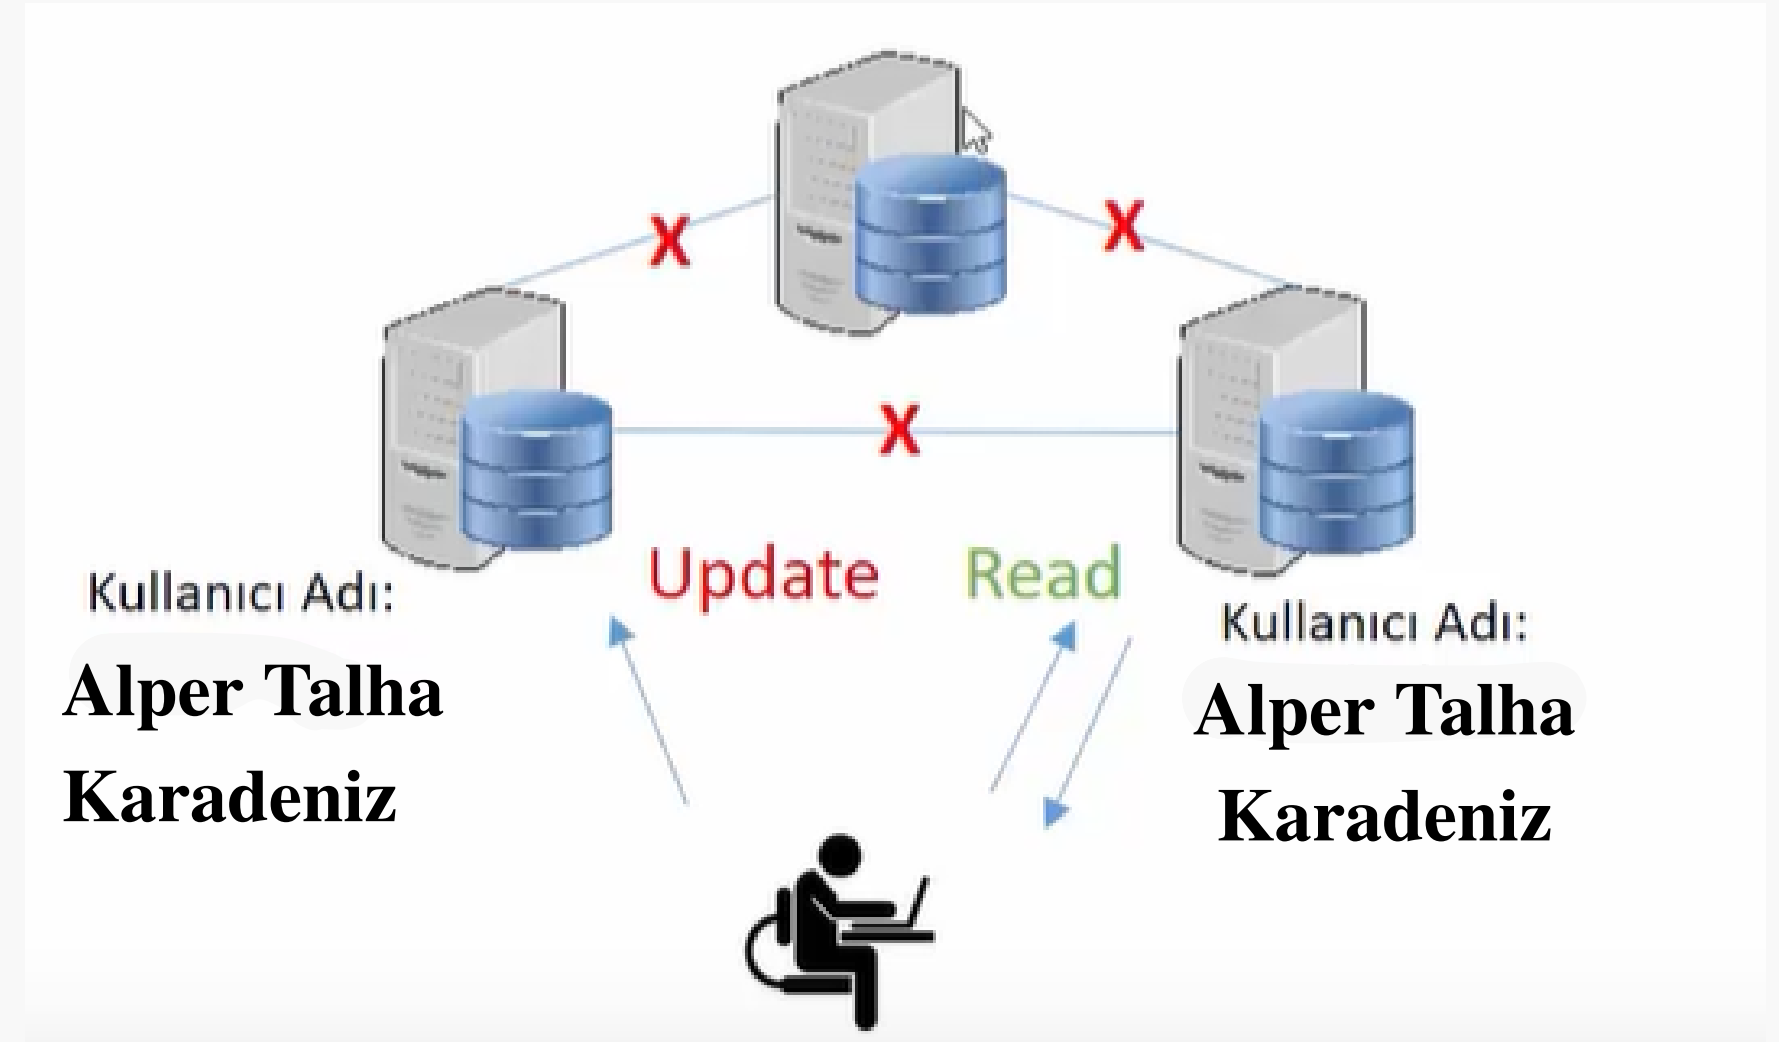 X
X
X
Update
Read
Kullanıcı Adı:
Alper Talha
Karadeniz
Kullanıcı Adı:
Alper Talha
Karadeniz